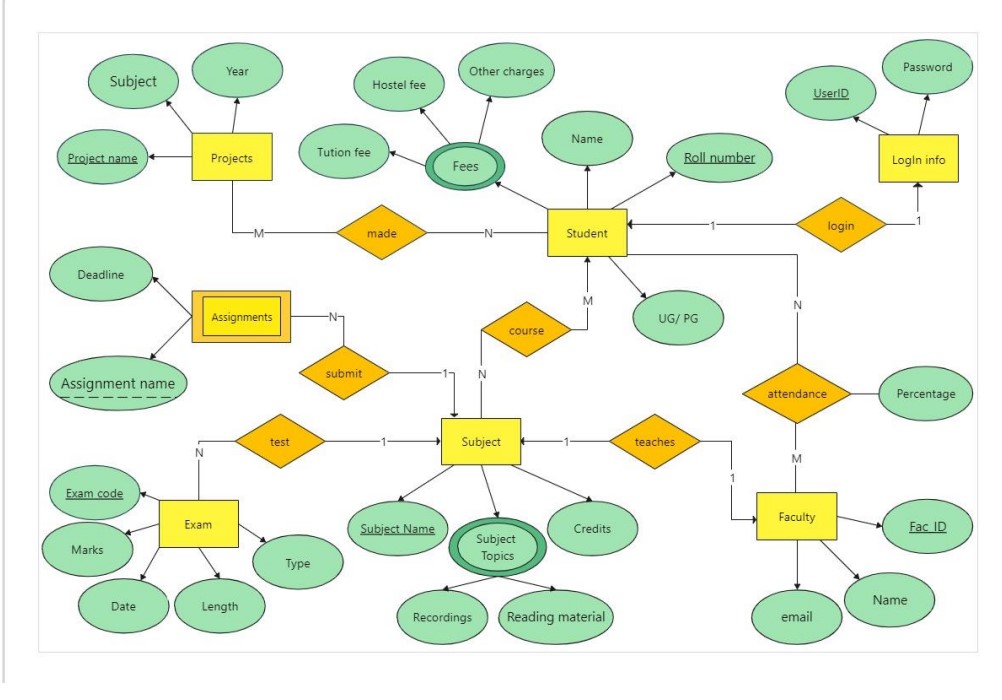 Subject
Year
Project name
Projects
Hostel fee
Other charges
Tution fee
Fees
Name
Roll number
UserID
Password
LogIn info
M
made
N
Student
1
login
1
Deadline
Assignments
N
Assignment name
submit
1
course
M
N
UG/ PG
N
attendance
Percentage
M
test
N
1
Subject
1
teaches
1
Exam code
Exam
Marks
Date
Length
Type
Subject Name
Subject
Topics
Credits
Recordings
Reading material
Faculty
Fac_ID
Name
email